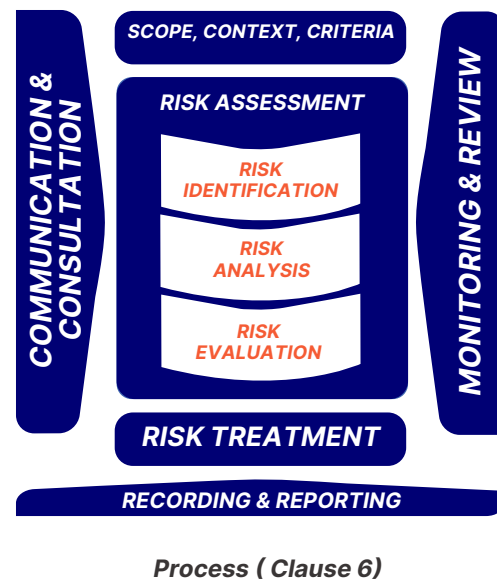 SCOPE, CONTEXT, CRITERIA
COMMUNICATION &
CONSULTATION
RISK ASSESSMENT
RISK
IDENTIFICATION
RISK
ANALYSIS
RISK
EVALUATION
MONITORING & REVIEW
RISK TREATMENT
RECORDING & REPORTING
Process ( Clause 6)